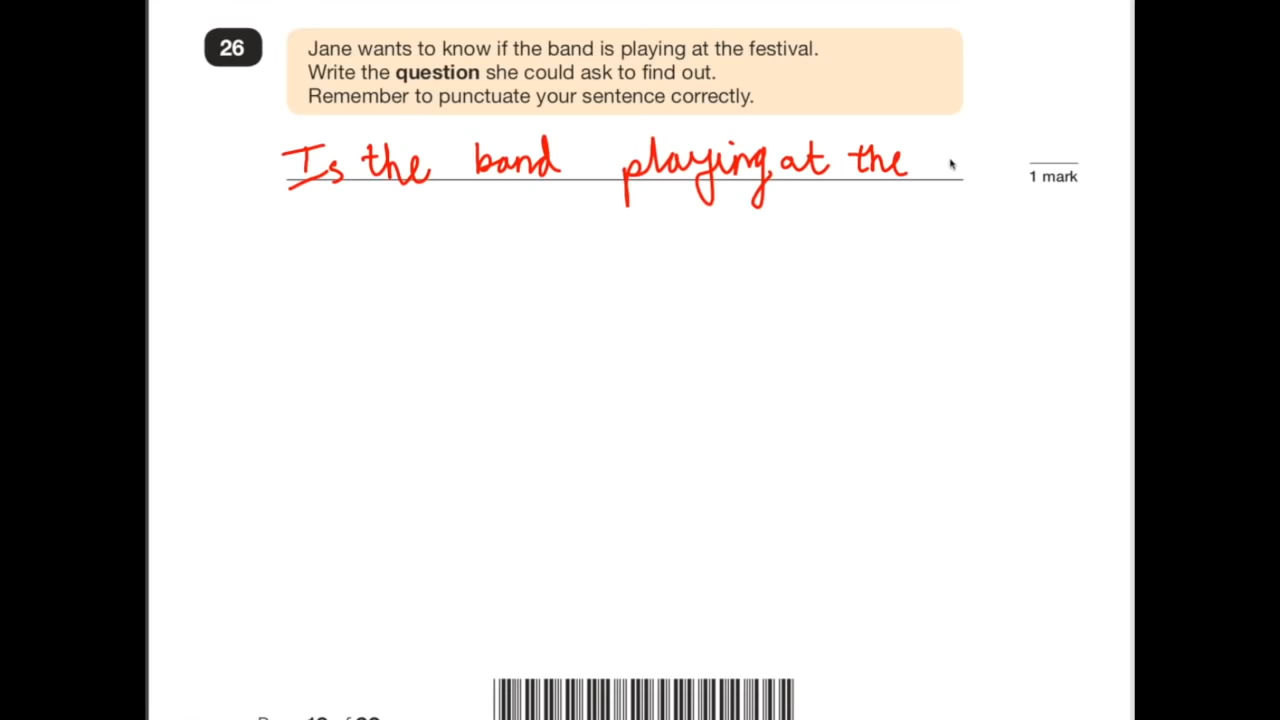 26
Jane wants to know if the band is playing at the festival.
Write the question she could ask to find out.
Remember to punctuate your sentence correctly.
Is the band playing at the
1 mark